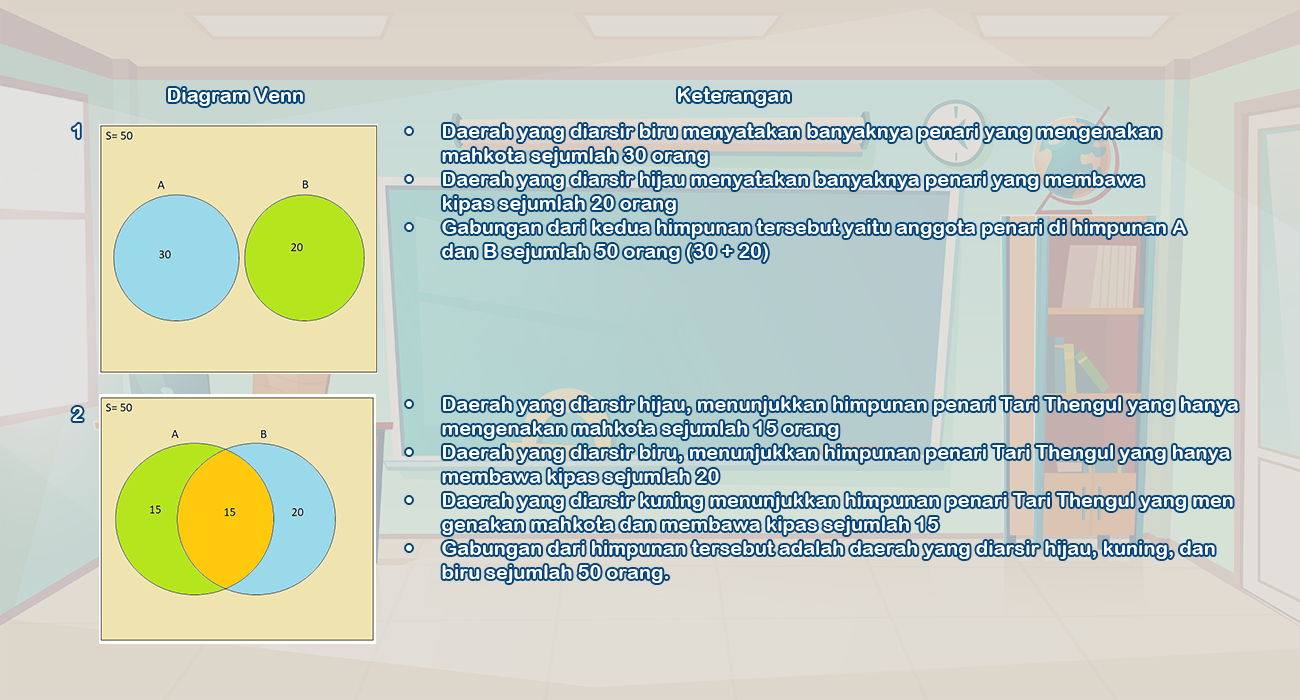 Diagram Venn
Keterangan
1
S= 50
A
B
30
20
• Daerah yang diarsir biru menyatakan banyaknya penari yang mengenakan
mahkota sejumlah 30 orang
• Daerah yang diarsir hijau menyatakan banyaknya penari yang membawa
kipas sejumlah 20 orang
• Gabungan dari kedua himpunan tersebut yaitu anggota penari di himpunan A
dan B sejumlah 50 orang (30 + 20)
2
S= 50
A
B
15
15
20
• Daerah yang diarsir hijau, menunjukkan himpunan penari Tari Thengul yang hanya
mengenakan mahkota sejumlah 15 orang
• Daerah yang diarsir biru, menunjukkan himpunan penari Tari Thengul yang hanya
membawa kipas sejumlah 20
• Daerah yang diarsir kuning menunjukkan himpunan penari Tari Thengul yang men
genakan mahkota dan membawa kipas sejumlah 15
• Gabungan dari himpunan tersebut adalah daerah yang diarsir hijau, kuning, dan
biru sejumlah 50 orang.